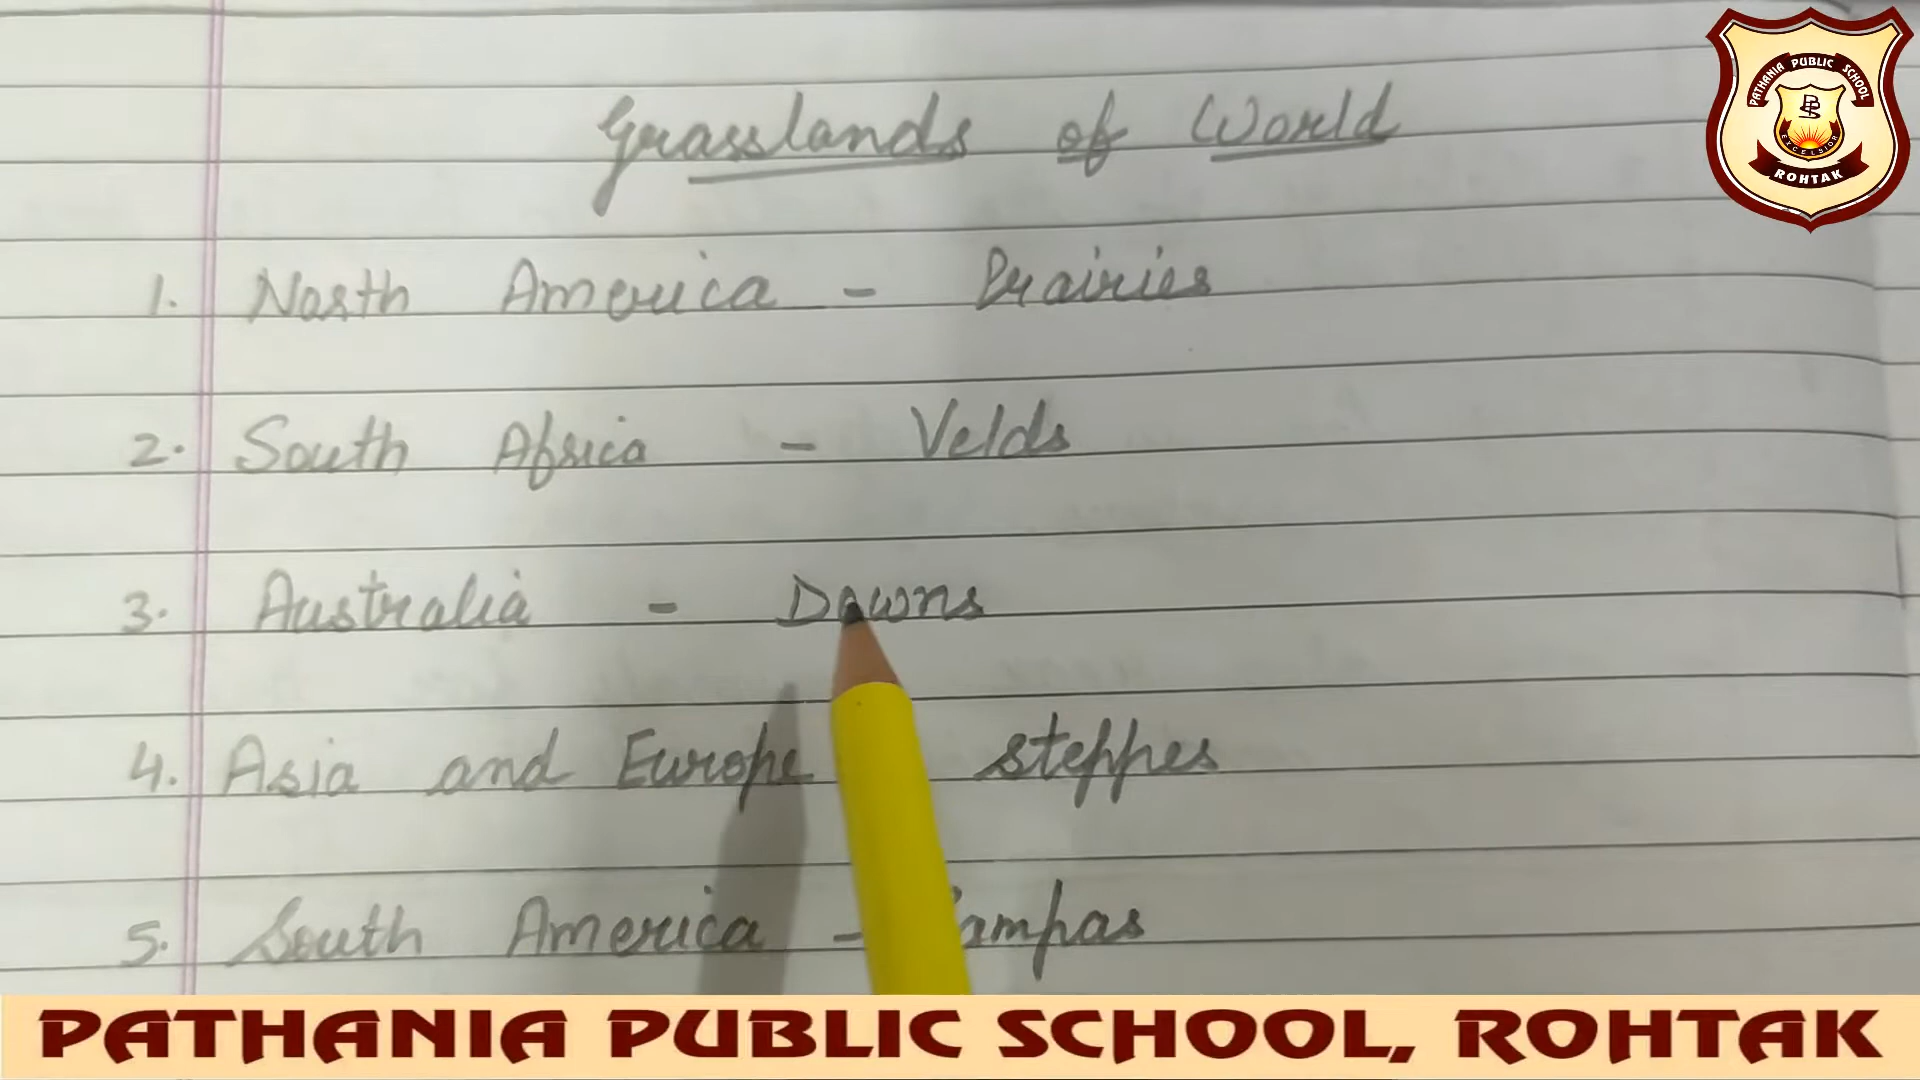 Grasslands of World
PATHANIA PUBLIC SCHOOL
EXCELSIOR
ROHTAK
1. North America - Prairies
2. South Africa - Velds
3. Australia - Downs
4. Asia and Europe steppes
5. South America - ampas
PATHANIA PUBLIC SCHOOL, ROHTAK